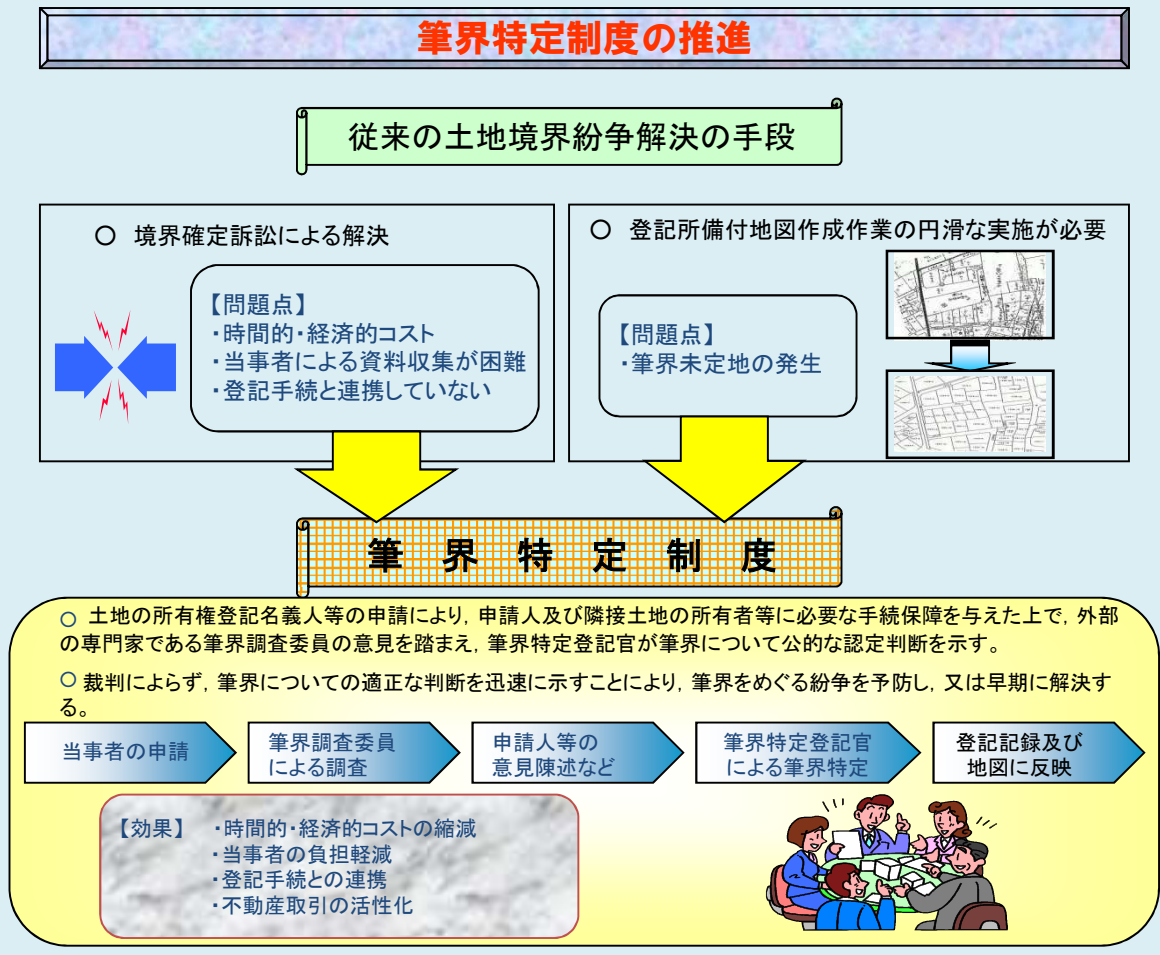 筆界特定制度の推進
従来の土地境界紛争解決の手段
○ 境界確定訴訟による解決
【問題点】
・時間的・経済的コスト
・当事者による資料収集が困難
・登記手続と連携していない
○ 登記所備付地図作成作業の円滑な実施が必要
【問題点】
・筆界未定地の発生
筆界特定制度
○ 土地の所有権登記名義人等の申請により，申請人及び隣接土地の所有者等に必要な手続保障を与えた上で，外部
の専門家である筆界調査委員の意見を踏まえ，筆界特定登記官が筆界について公的な認定判断を示す。
○ 裁判によらず，筆界についての適正な判断を迅速に示すことにより，筆界をめぐる紛争を予防し，又は早期に解決す
る。
当事者の申請
筆界調査委員
による調査
申請人等の
意見陳述など
筆界特定登記官
による筆界特定
登記記録及び
地図に反映
【効果】 ・時間的・経済的コストの縮減
・当事者の負担軽減
・登記手続との連携
・不動産取引の活性化